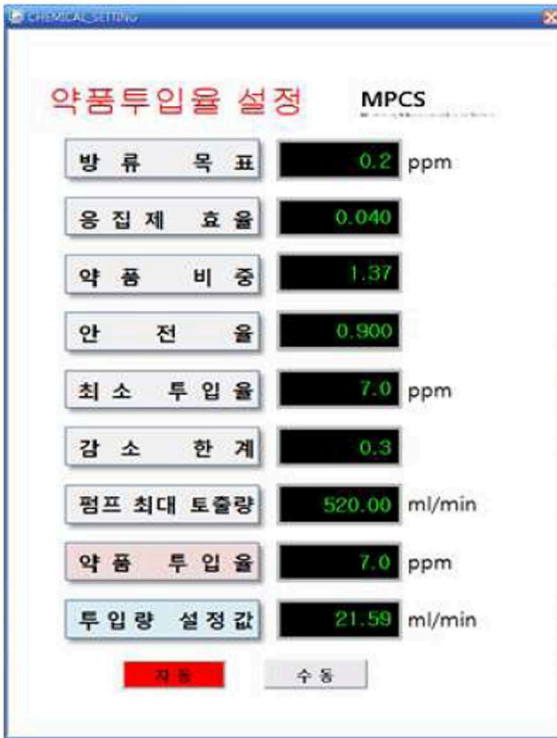 CHEMICAL_SETTING
약품투입율 설정 MPCS
방류 목표 0.2 ppm
응집제 효율 0.040
약품 비중 1.37
안전율 0.900
최소 투입율 7.0 ppm
감소 한계 0.3
펌프 최대 토출량 520.00 ml/min
약품 투입율 7.0 ppm
투입량 설정값 21.59 ml/min
자동 수동